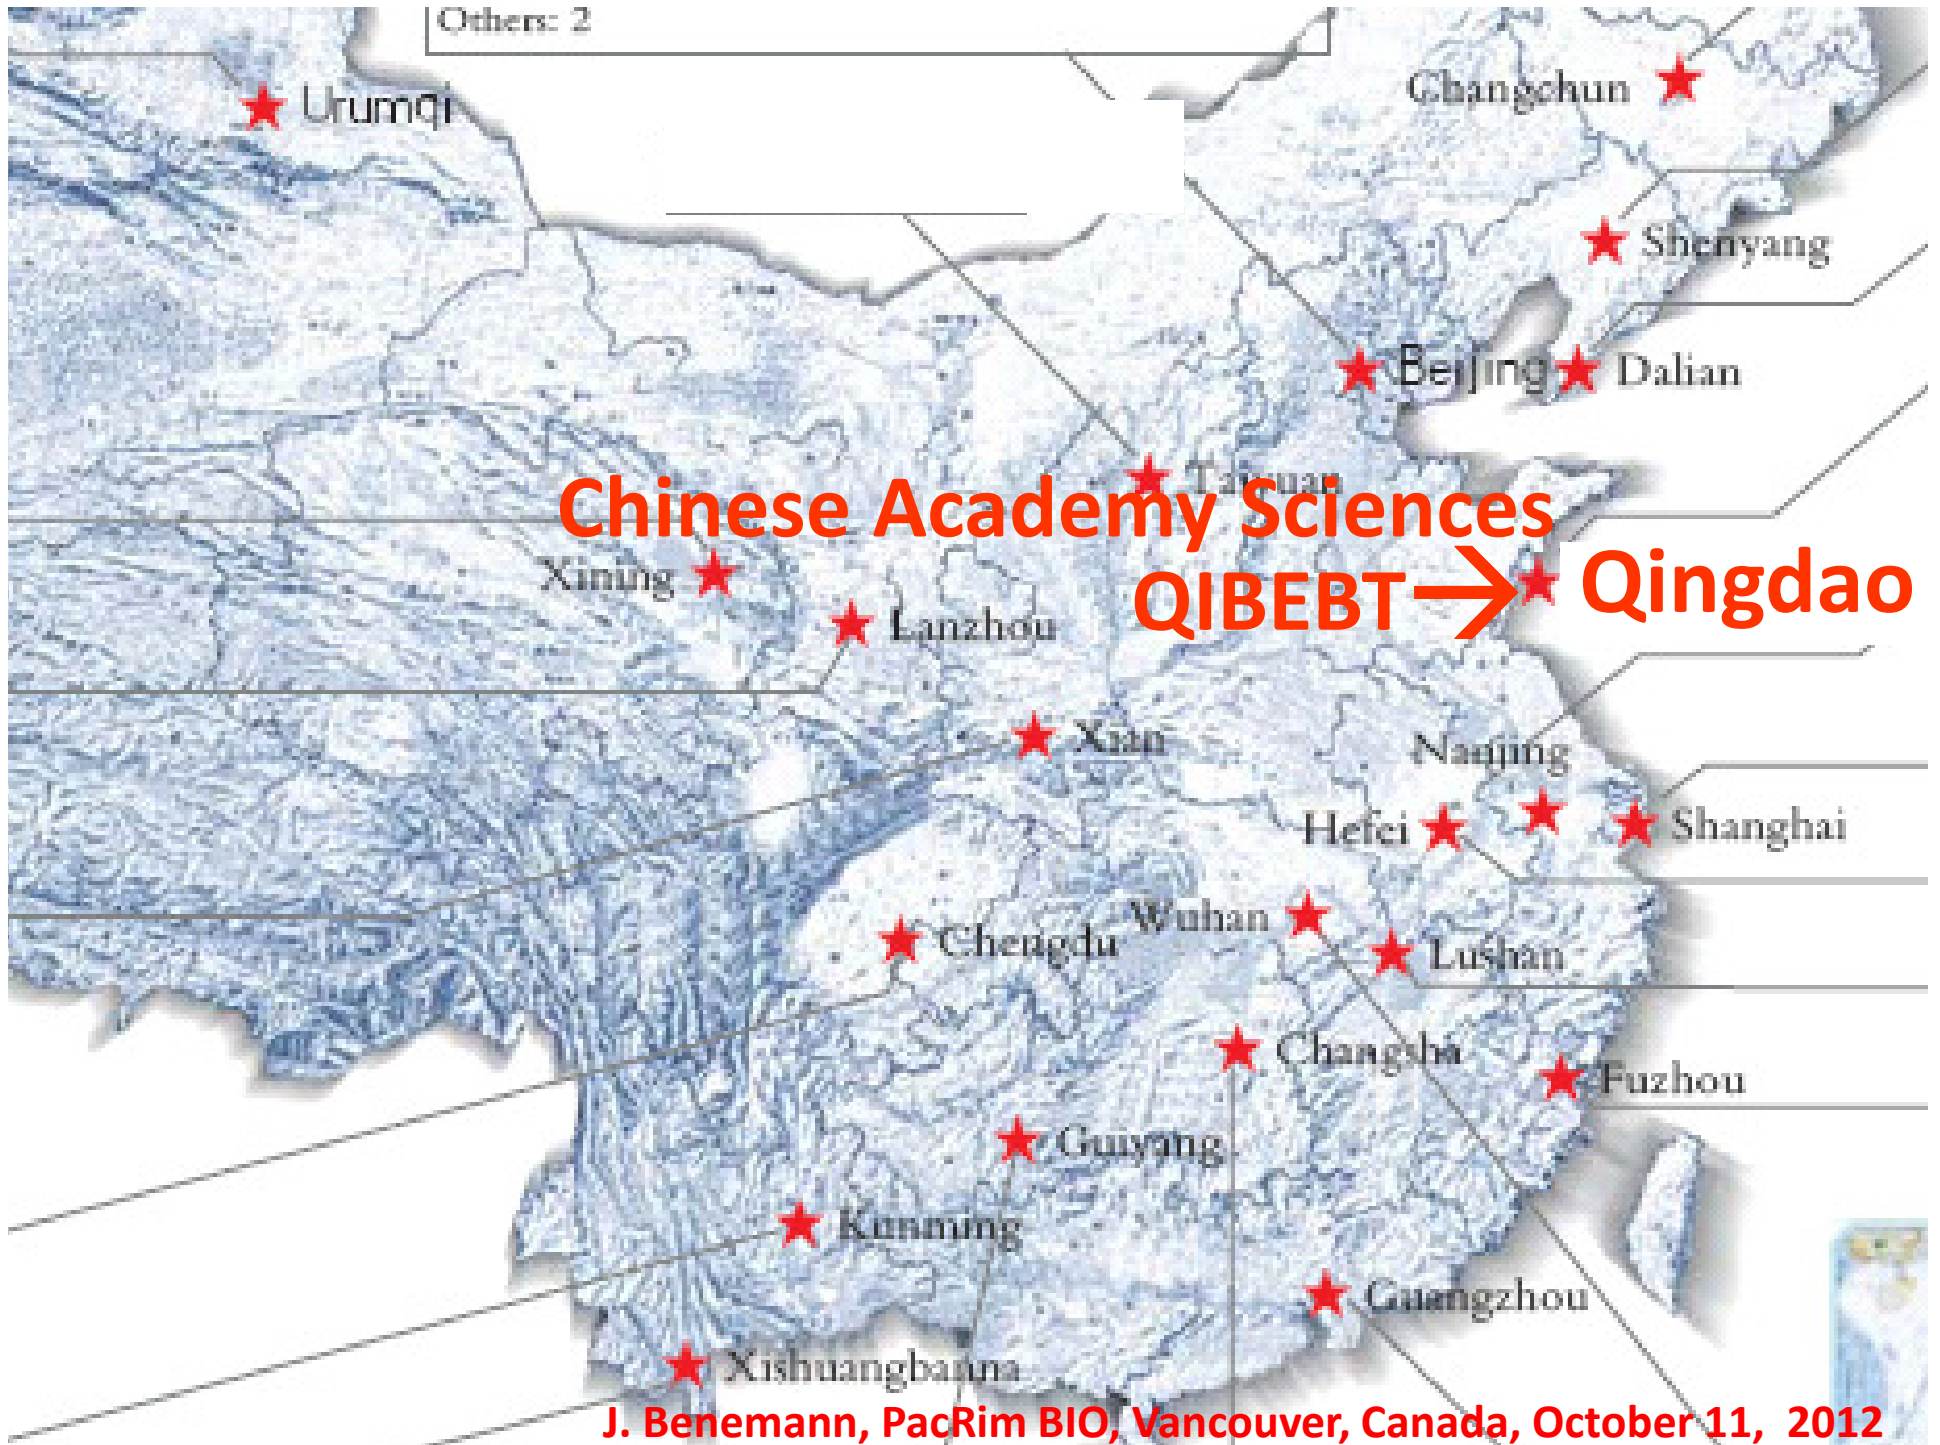 Others: 2
Changchun
Urumqi
Shenyang
Beijing
Dalian
Taiyuan
Chinese Academy Sciences
QIBEBT
Qingdao
Xining
Lanzhou
Xian
Nanjing
Hefei
Shanghai
Wuhan
Chengdu
Lushan
Changsha
Fuzhou
Guiyang
Kunming
Guangzhou
Xishuangbanna
J. Benemann, PacRim BIO, Vancouver, Canada, October 11, 2012